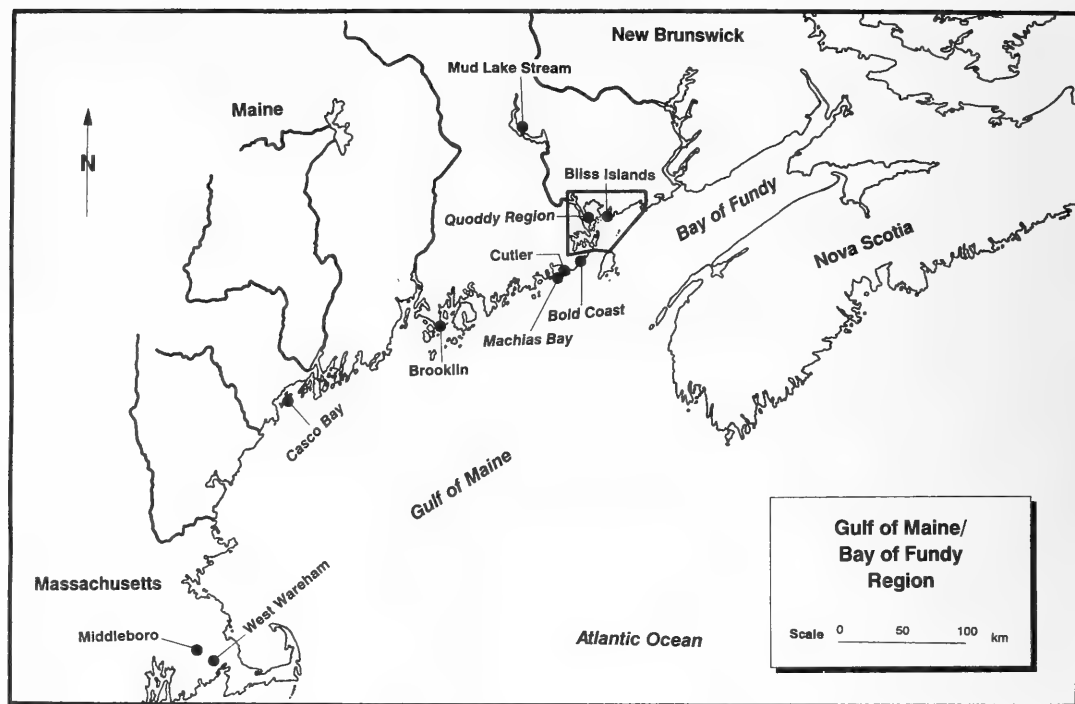 New Brunswick
Mud Lake Stream
Maine
N
Bliss Islands
Quoddy Region
Bay of Fundy
Nova Scotia
Cutler
Bold Coast
Machias Bay
Brooklin
Casco Bay
Gulf of Maine
Gulf of Maine/
Bay of Fundy
Region
Scale 0 50 100 km
Massachusetts
West Wareham
Middleboro
Atlantic Ocean